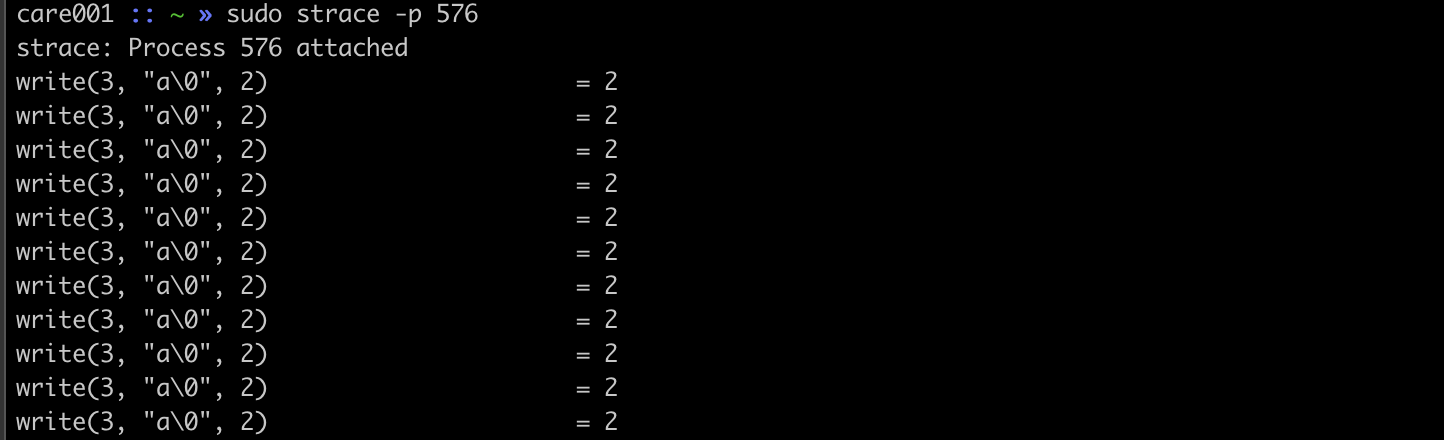 care001 :: ~ » sudo strace -p 576
strace: Process 576 attached
write(3, "a\0", 2)                      = 2
write(3, "a\0", 2)                      = 2
write(3, "a\0", 2)                      = 2
write(3, "a\0", 2)                      = 2
write(3, "a\0", 2)                      = 2
write(3, "a\0", 2)                      = 2
write(3, "a\0", 2)                      = 2
write(3, "a\0", 2)                      = 2
write(3, "a\0", 2)                      = 2
write(3, "a\0", 2)                      = 2
write(3, "a\0", 2)                      = 2